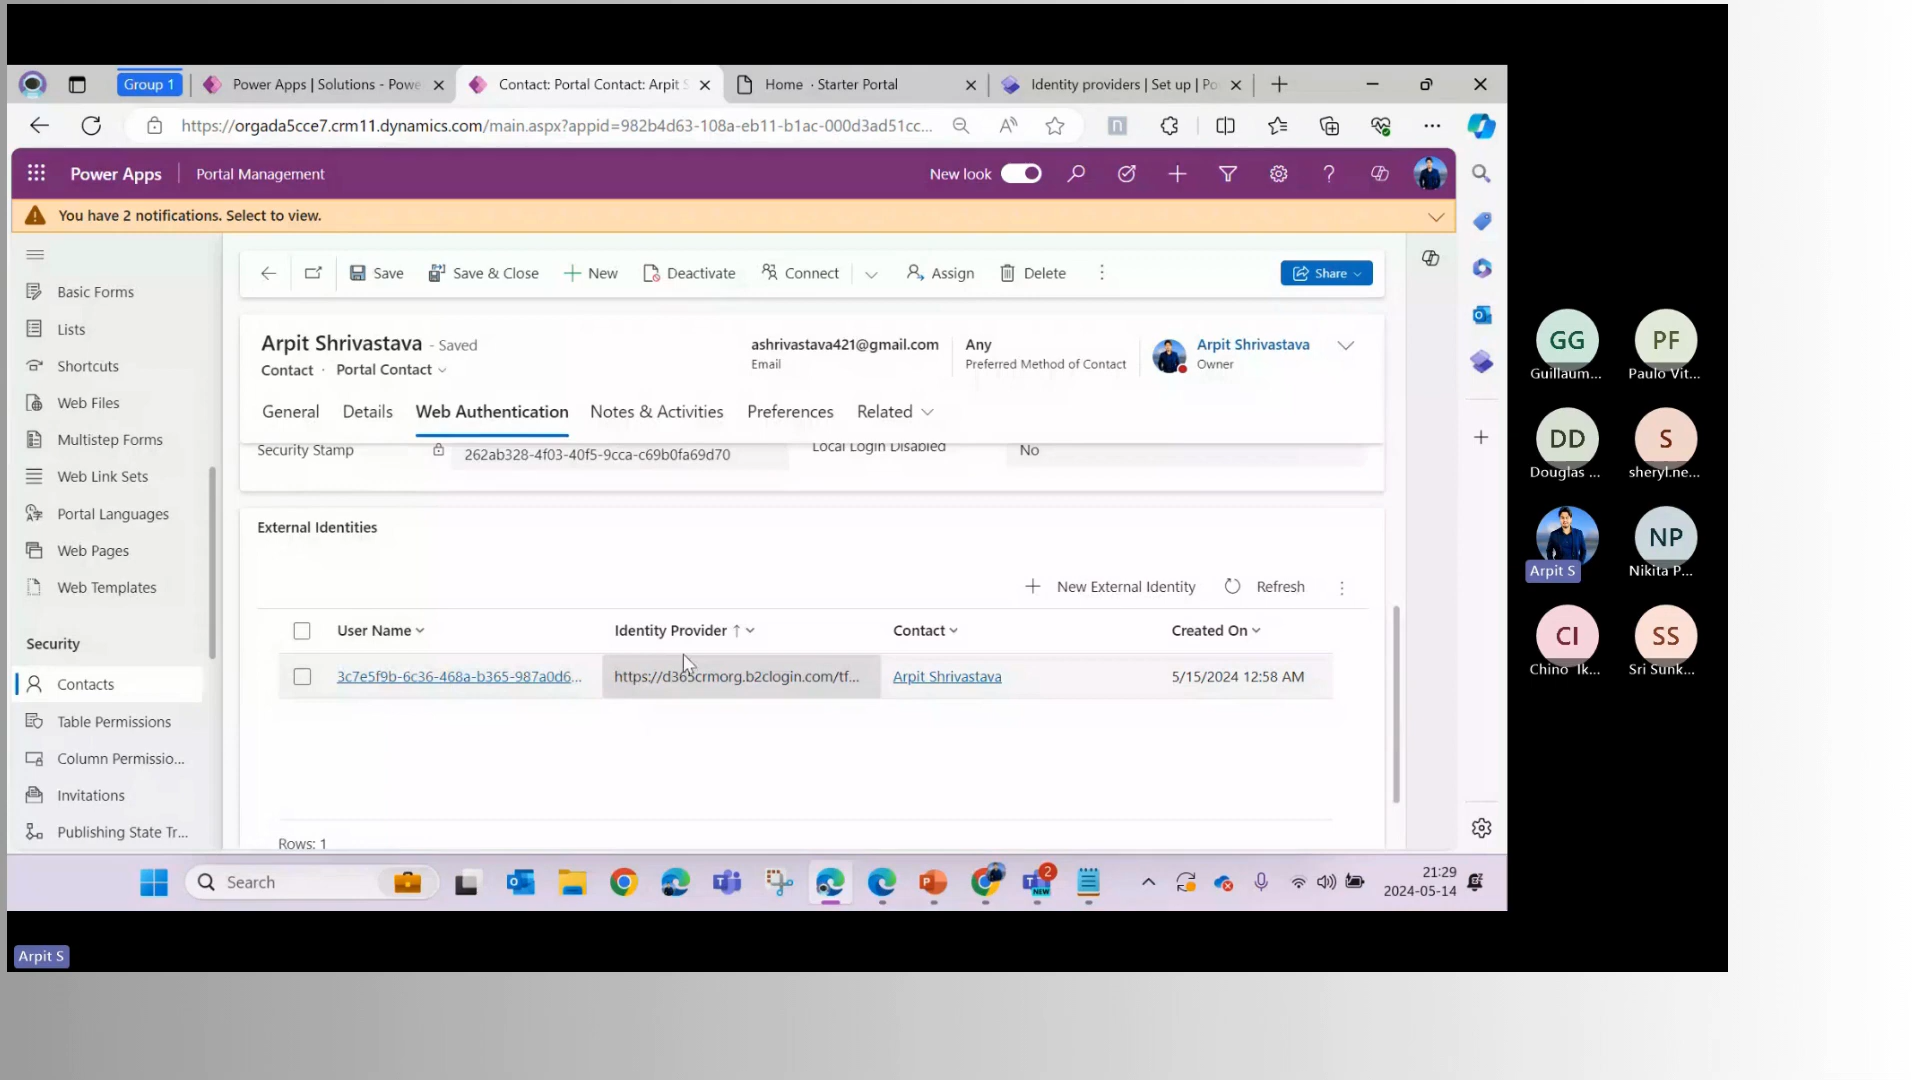 Group 1
Power Apps | Solutions - Powe
Contact: Portal Contact: Arpit S
Home · Starter Portal
Identity providers | Set up | Po
https://orgada5cce7.crm11.dynamics.com/main.aspx?appid=982b4d63-108a-eb11-b1ac-000d3ad51cc...
Power Apps
Portal Management
New look
You have 2 notifications. Select to view.
Basic Forms
Lists
Shortcuts
Web Files
Multistep Forms
Web Link Sets
Portal Languages
Web Pages
Web Templates
Security
Contacts
Table Permissions
Column Permissio...
Invitations
Publishing State Tr...
Save
Save & Close
New
Deactivate
Connect
Assign
Delete
Share
Arpit Shrivastava - Saved
Contact · Portal Contact
ashrivastava421@gmail.com
Email
Any
Preferred Method of Contact
Arpit Shrivastava
Owner
General
Details
Web Authentication
Notes & Activities
Preferences
Related
Security Stamp
262ab328-4f03-40f5-9cca-c69b0fa69d70
Local Login Disabled
No
External Identities
New External Identity
Refresh
User Name
Identity Provider
Contact
Created On
3c7e5f9b-6c36-468a-b365-987a0d6...
https://d365crmorg.b2clogin.com/tf...
Arpit Shrivastava
5/15/2024 12:58 AM
Rows: 1
Search
2
NEW
21:29
2024-05-14
GG
Guillaum...
PF
Paulo Vit...
DD
Douglas ...
S
sheryl.ne...
Arpit S
NP
Nikita P...
CI
Chino Ik...
SS
Sri Sunk...
Arpit S